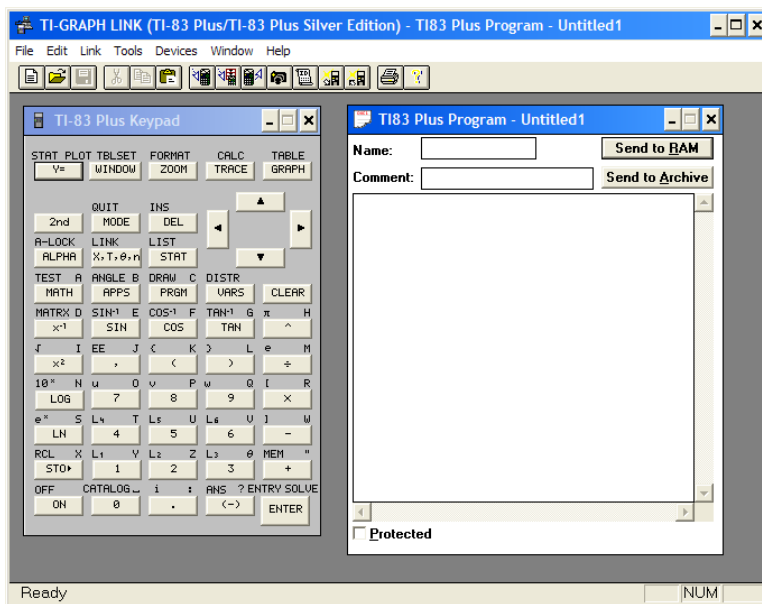 TI-GRAPH LINK (TI-83 Plus/TI-83 Plus Silver Edition) - TI83 Plus Program - Untitled1
File Edit Link Tools Devices Window Help
TI-83 Plus Keypad
STAT PLOT TBLSET FORMAT CALC TABLE
Y= WINDOW ZOOM TRACE GRAPH
QUIT INS
2nd MODE DEL
A-LOCK LINK LIST
ALPHA X,T,θ,n STAT
TEST A ANGLE B DRAW C DISTR
MATH APPS PRGM VARS CLEAR
MATRX D SIN⁻¹ E COS⁻¹ F TAN⁻¹ G π H
x⁻¹ SIN COS TAN ^
√ I EE J { K } L e M
x² , ( ) ÷
10ˣ N u O v P w Q [ R
LOG 7 8 9 ×
eˣ S L₄ T L₅ U L₆ V ] W
LN 4 5 6 −
RCL X L₁ Y L₂ Z L₃ θ MEM "
STO▸ 1 2 3 +
OFF CATALOG ⎵ i : ANS ? ENTRY SOLVE
ON 0 . (-) ENTER
TI83 Plus Program - Untitled1
Name: Send to RAM
Comment: Send to Archive
Protected
Ready NUM